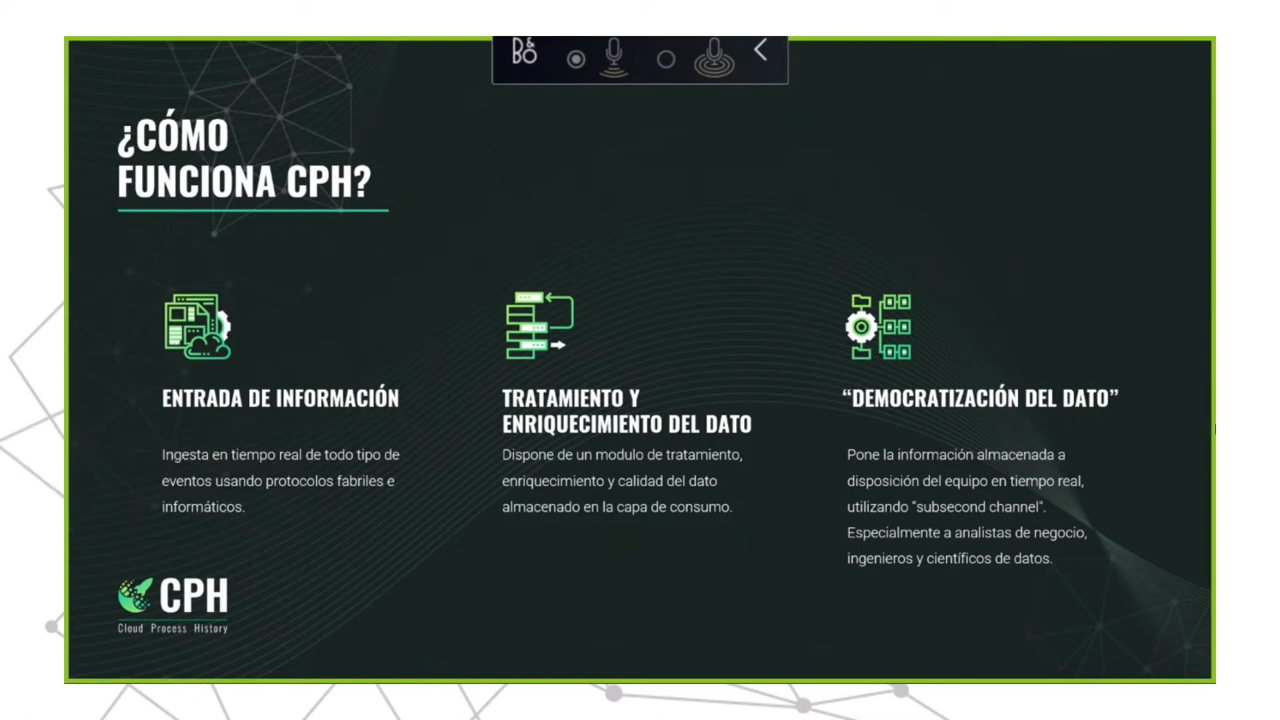 B&O
¿CÓMO
FUNCIONA CPH?
ENTRADA DE INFORMACIÓN
Ingesta en tiempo real de todo tipo de
eventos usando protocolos fabriles e
informáticos.
TRATAMIENTO Y
ENRIQUECIMIENTO DEL DATO
Dispone de un modulo de tratamiento,
enriquecimiento y calidad del dato
almacenado en la capa de consumo.
“DEMOCRATIZACIÓN DEL DATO”
Pone la información almacenada a
disposición del equipo en tiempo real,
utilizando "subsecond channel".
Especialmente a analistas de negocio,
ingenieros y científicos de datos.
CPH
Cloud Process History